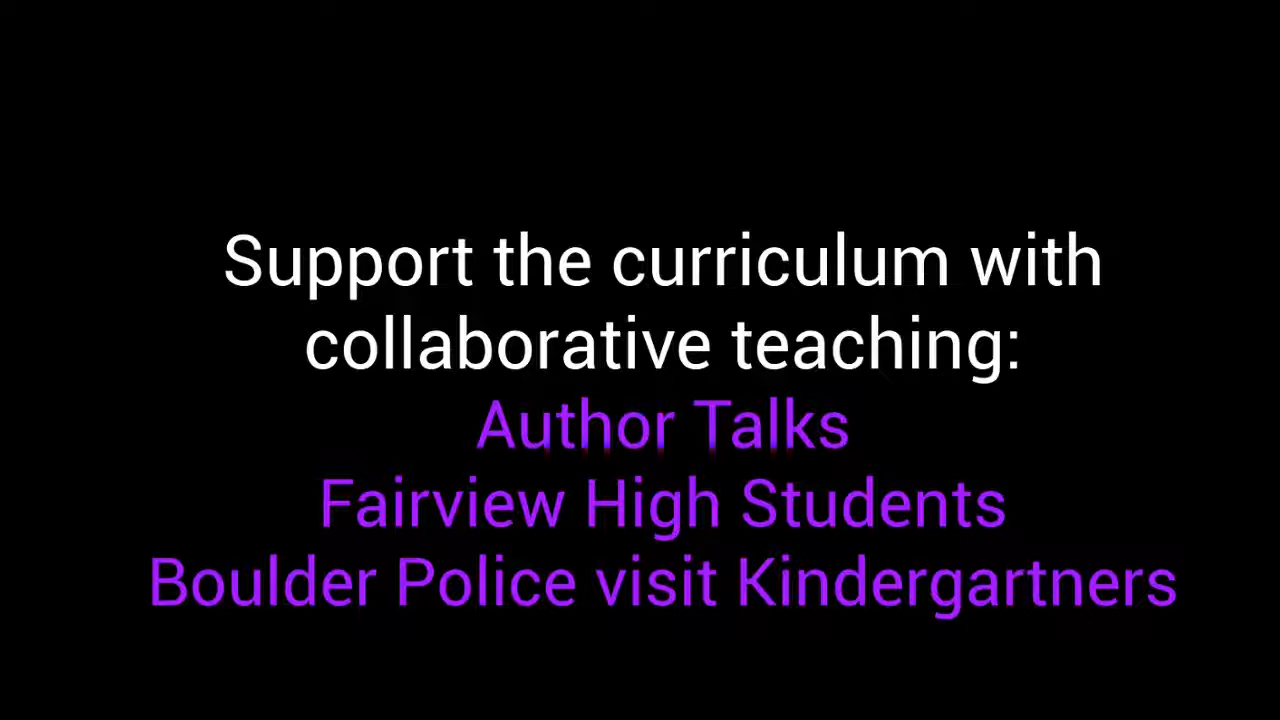 Support the curriculum with
collaborative teaching:
Author Talks
Fairview High Students
Boulder Police visit Kindergartners